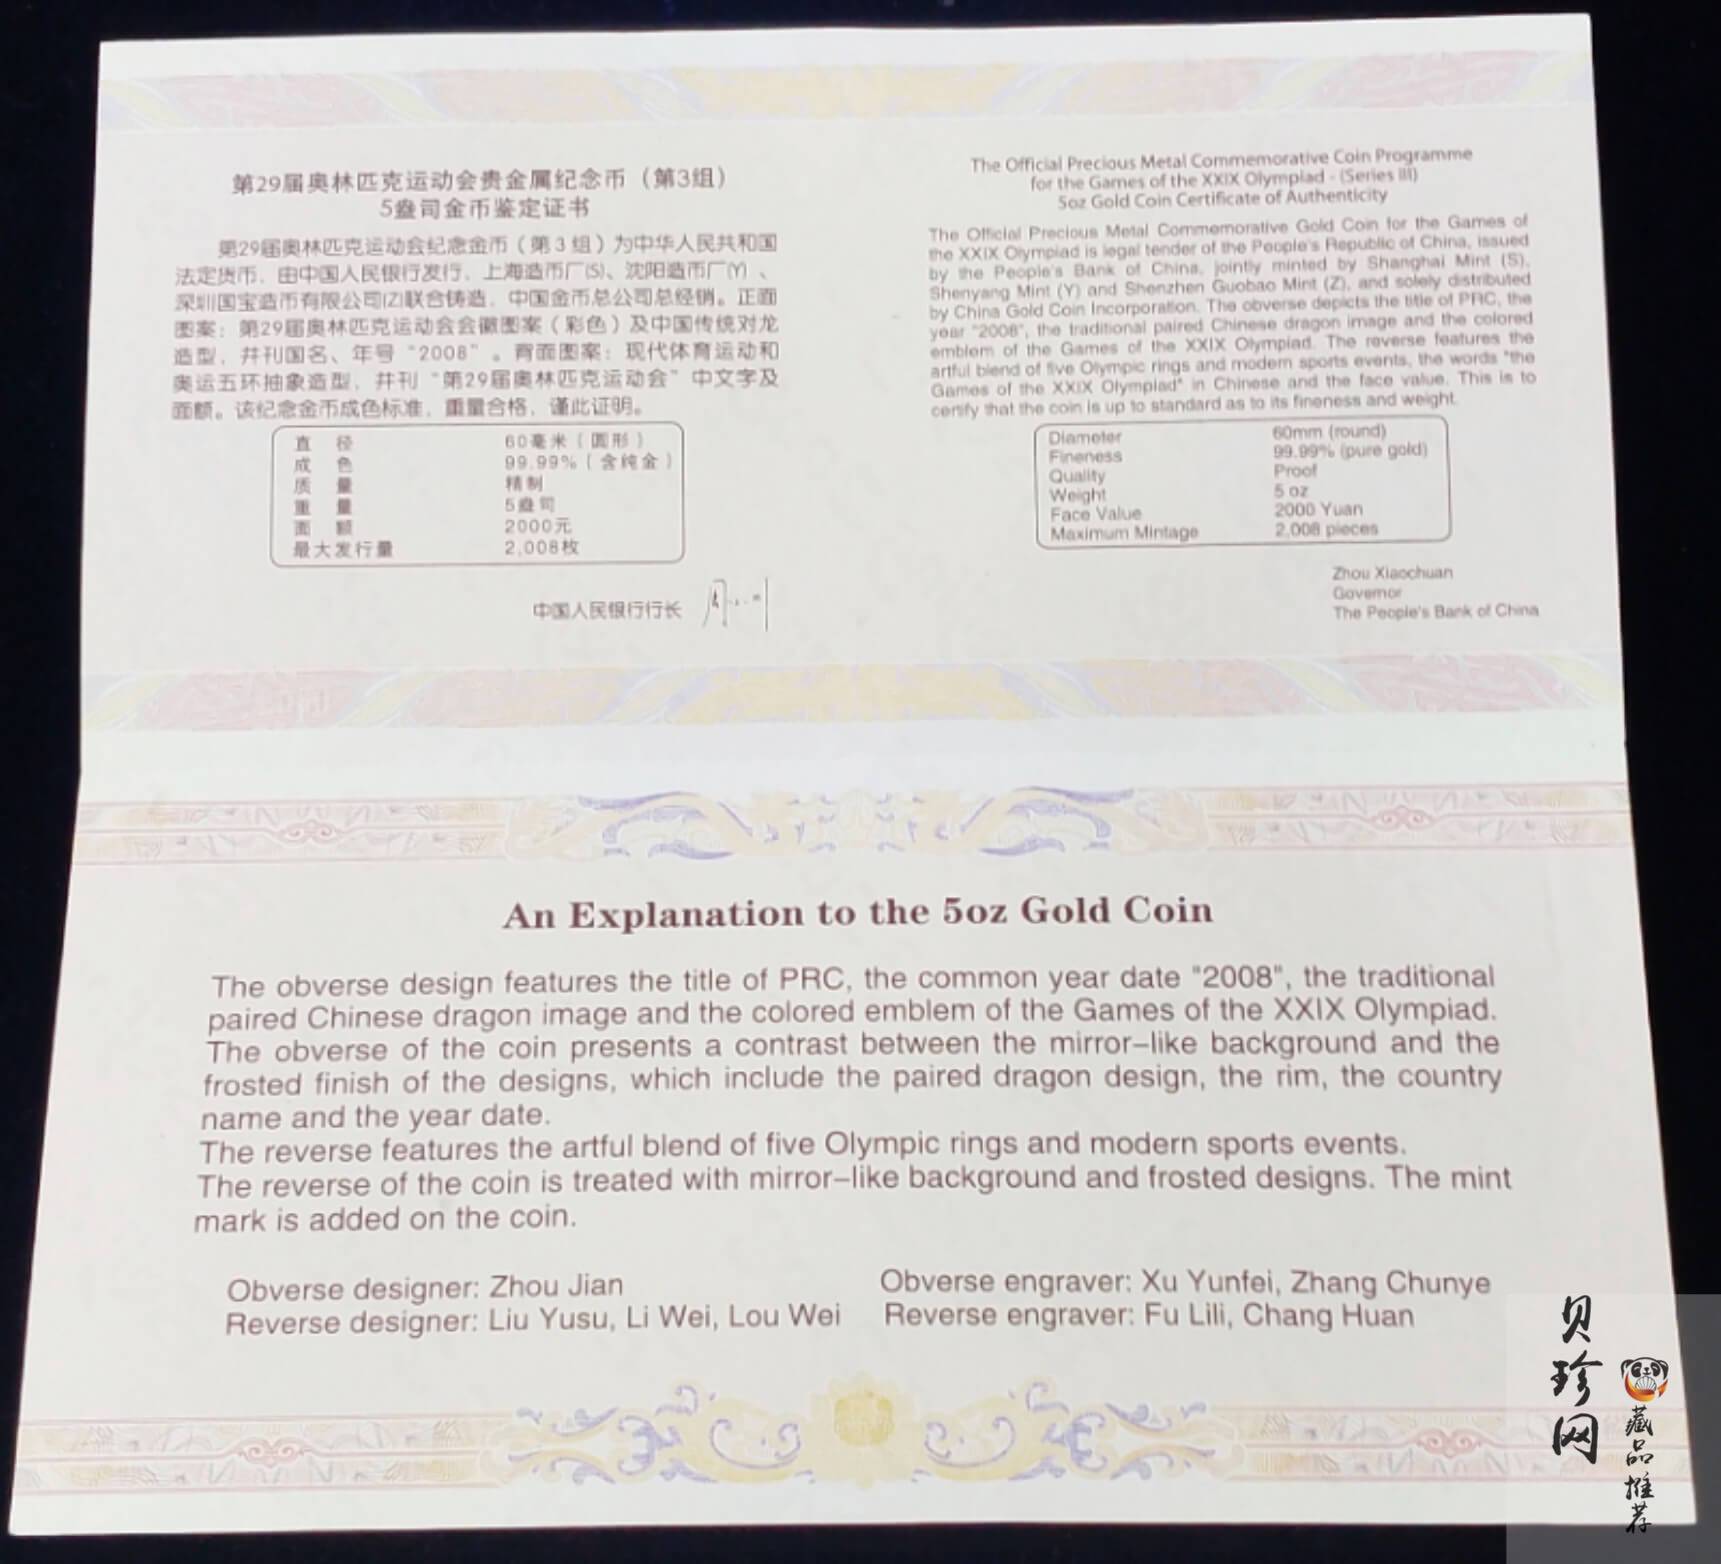 第29届奥林匹克运动会贵金属纪念币（第3组）
5盎司金币鉴定证书
第29届奥林匹克运动会纪念金币（第3组）为中华人民共和国
法定货币，由中国人民银行发行，上海造币厂(S)、沈阳造币厂(Y)、
深圳国宝造币有限公司(Z)联合铸造，中国金币总公司总经销。正面
图案：第29届奥林匹克运动会会徽图案（彩色）及中国传统对龙
造型，并刊国名、年号“2008”。背面图案：现代体育运动和
奥运五环抽象造型，并刊“第29届奥林匹克运动会”中文字及
面额。该纪念金币成色标准，重量合格，谨此证明。
直 径 60毫米（圆形）
成 色 99.99%（含纯金）
质 量 精制
重 量 5盎司
面 额 2000元
最大发行量 2,008枚
中国人民银行行长 周小川
The Official Precious Metal Commemorative Coin Programme
for the Games of the XXIX Olympiad - (Series III)
5oz Gold Coin Certificate of Authenticity
The Official Precious Metal Commemorative Gold Coin for the Games of
the XXIX Olympiad is legal tender of the People's Republic of China, issued
by the People's Bank of China, jointly minted by Shanghai Mint (S),
Shenyang Mint (Y) and Shenzhen Guobao Mint (Z), and solely distributed
by China Gold Coin Incorporation. The obverse depicts the title of PRC, the
year "2008", the traditional paired Chinese dragon image and the colored
emblem of the Games of the XXIX Olympiad. The reverse features the
artful blend of five Olympic rings and modern sports events, the words "the
Games of the XXIX Olympiad" in Chinese and the face value. This is to
certify that the coin is up to standard as to its fineness and weight.
Diameter 60mm (round)
Fineness 99.99% (pure gold)
Quality Proof
Weight 5 oz
Face Value 2000 Yuan
Maximum Mintage 2,008 pieces
Zhou Xiaochuan
Governor
The People's Bank of China
An Explanation to the 5oz Gold Coin
The obverse design features the title of PRC, the common year date "2008", the traditional
paired Chinese dragon image and the colored emblem of the Games of the XXIX Olympiad.
The obverse of the coin presents a contrast between the mirror–like background and the
frosted finish of the designs, which include the paired dragon design, the rim, the country
name and the year date.
The reverse features the artful blend of five Olympic rings and modern sports events.
The reverse of the coin is treated with mirror–like background and frosted designs. The mint
mark is added on the coin.
Obverse designer: Zhou Jian Obverse engraver: Xu Yunfei, Zhang Chunye
Reverse designer: Liu Yusu, Li Wei, Lou Wei Reverse engraver: Fu Lili, Chang Huan
贝珍网
藏品推荐